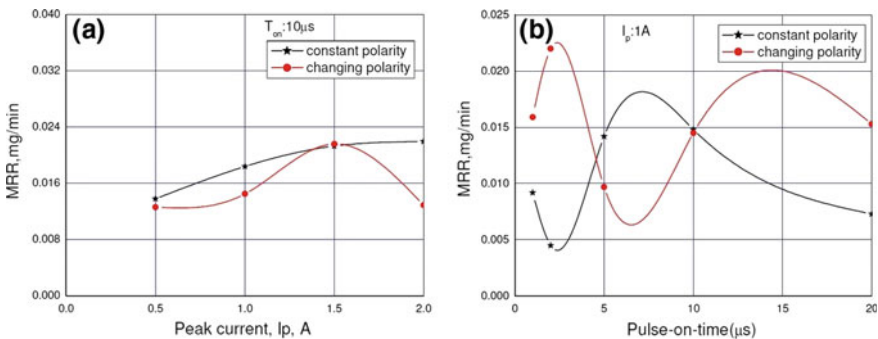 (a)
T on :10μs
constant polarity
changing polarity
MRR,mg/min
0.040
0.032
0.024
0.016
0.008
0.000
0.0 0.5 1.0 1.5 2.0
Peak current, Ip, A
(b)
I p :1A
constant polarity
changing polarity
MRR,mg/min
0.025
0.020
0.015
0.010
0.005
0.000
0 5 10 15 20
Pulse-on-time(μs)